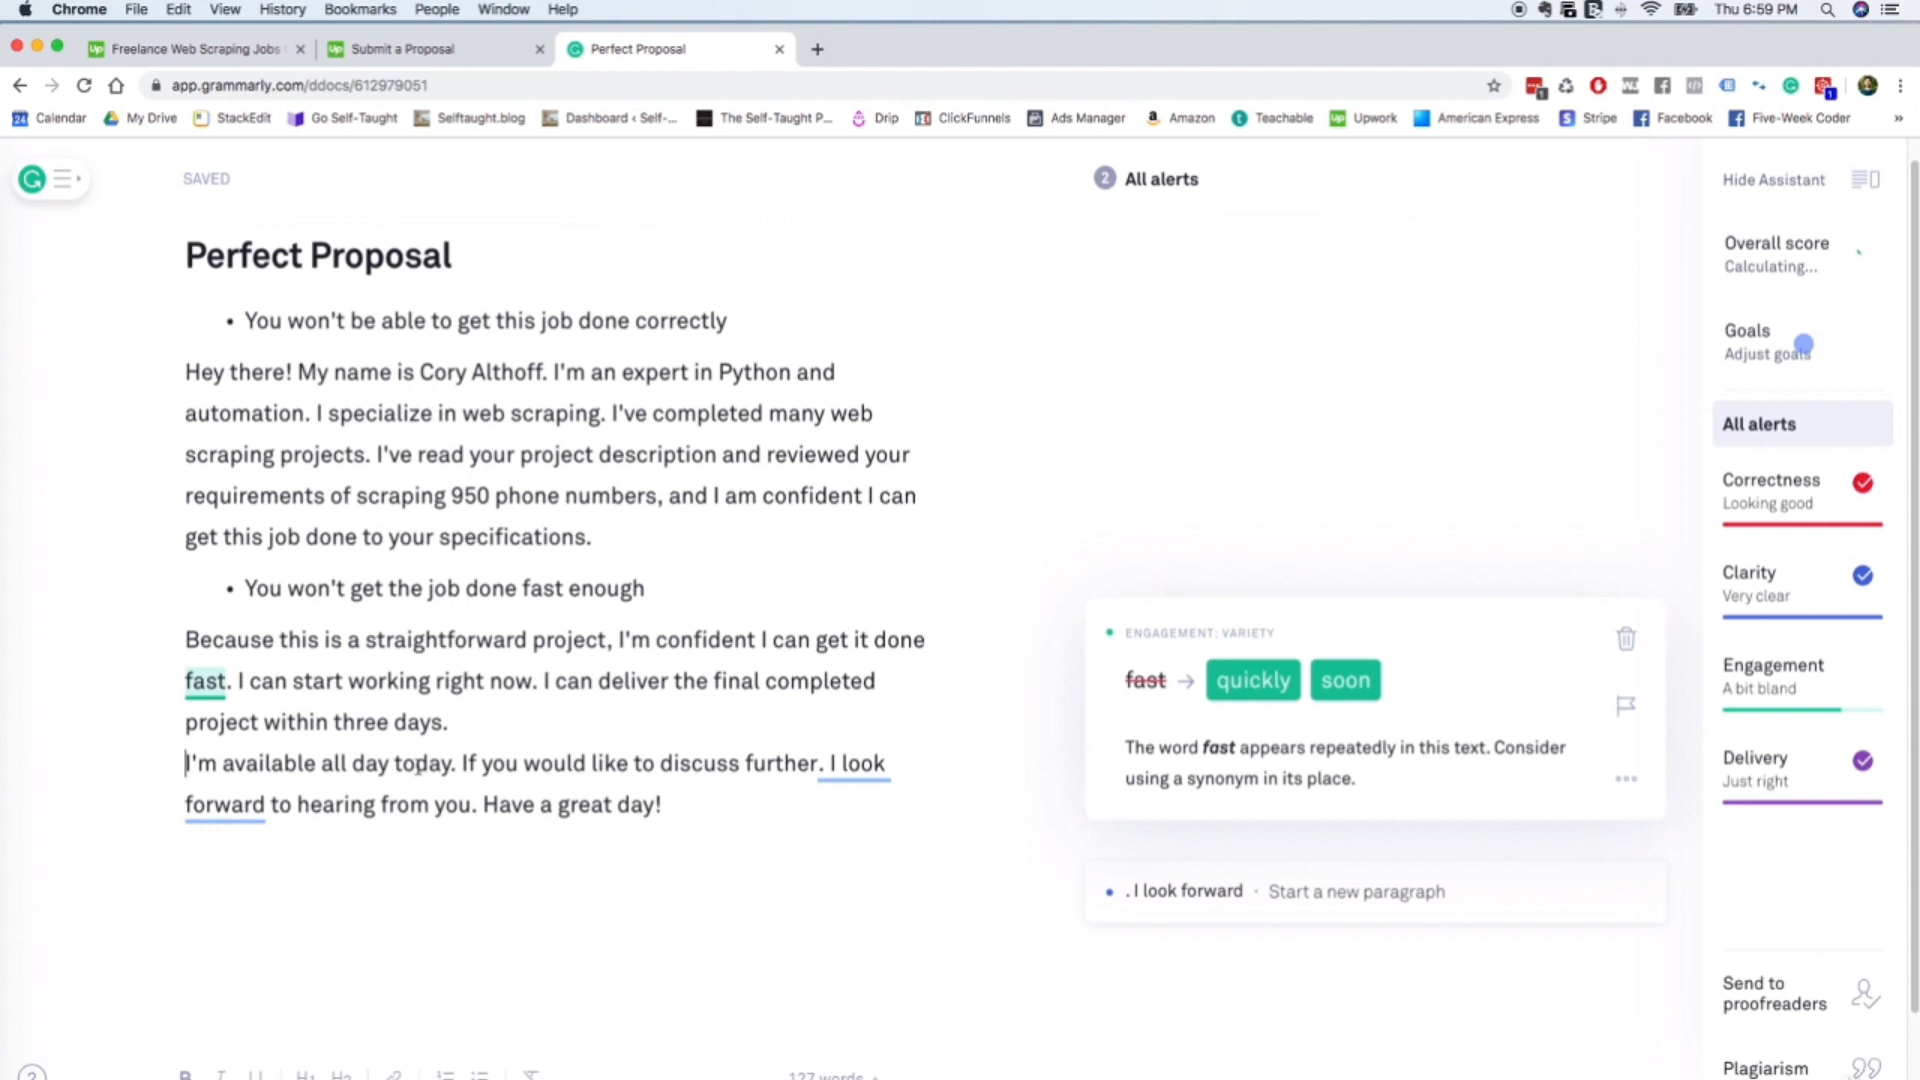 Chrome File Edit View History Bookmarks People Window Help Thu 6:59 PM
Freelance Web Scraping Jobs
Submit a Proposal
Perfect Proposal
app.grammarly.com/ddocs/612979051
Calendar My Drive StackEdit Go Self-Taught Selftaught.blog Dashboard ‹ Self-... The Self-Taught P... Drip ClickFunnels Ads Manager Amazon Teachable Upwork American Express Stripe Facebook Five-Week Coder »
SAVED
2 All alerts
Hide Assistant
Perfect Proposal
• You won't be able to get this job done correctly
Hey there! My name is Cory Althoff. I'm an expert in Python and
automation. I specialize in web scraping. I've completed many web
scraping projects. I've read your project description and reviewed your
requirements of scraping 950 phone numbers, and I am confident I can
get this job done to your specifications.
• You won't get the job done fast enough
Because this is a straightforward project, I'm confident I can get it done
fast. I can start working right now. I can deliver the final completed
project within three days.
I'm available all day today. If you would like to discuss further. I look
forward to hearing from you. Have a great day!
ENGAGEMENT: VARIETY
fast → quickly soon
The word fast appears repeatedly in this text. Consider
using a synonym in its place.
. I look forward · Start a new paragraph
Overall score
Calculating...
Goals
Adjust goals
All alerts
Correctness
Looking good
Clarity
Very clear
Engagement
A bit bland
Delivery
Just right
Send to
proofreaders
Plagiarism
B I U H1 H2
127 words